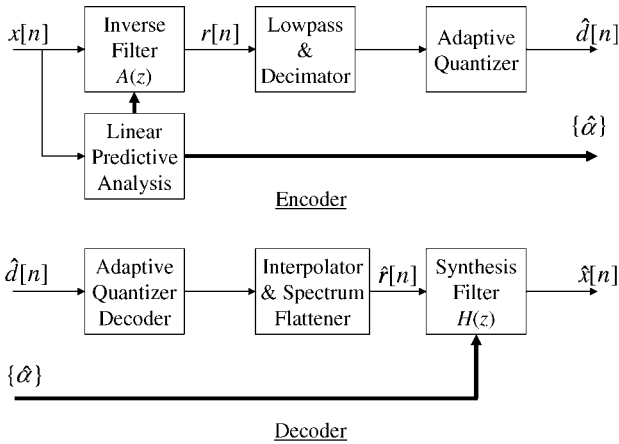 x[n]
Inverse
Filter
A(z)
r[n]
Lowpass
&
Decimator
Adaptive
Quantizer
d̂[n]
Linear
Predictive
Analysis
{α̂}
Encoder
d̂[n]
Adaptive
Quantizer
Decoder
Interpolator
& Spectrum
Flattener
r̂[n]
Synthesis
Filter
H(z)
x̂[n]
{α̂}
Decoder